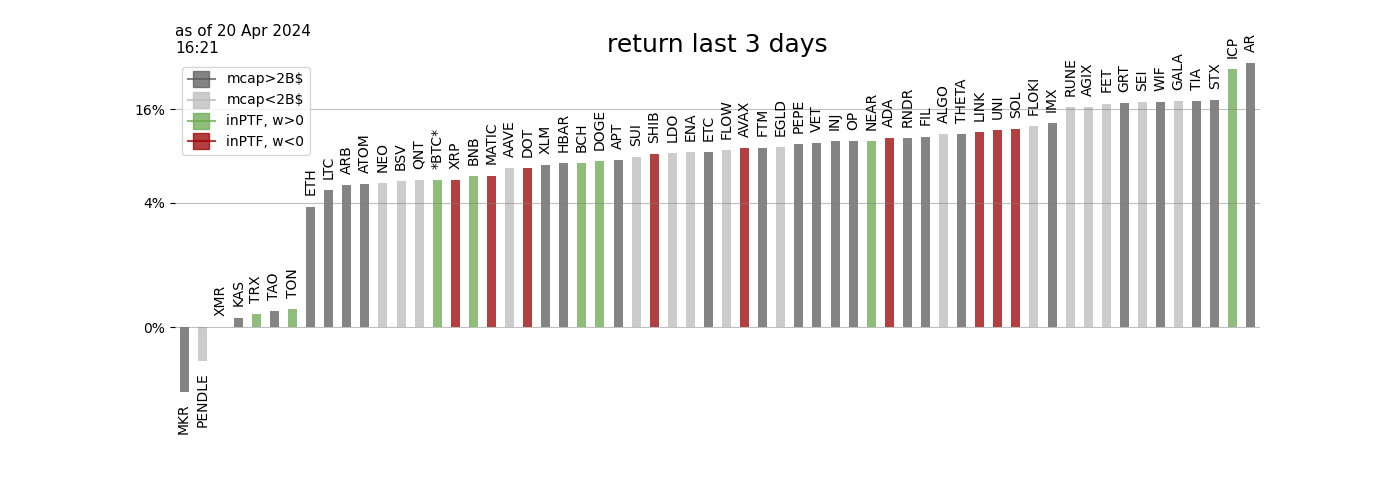 as of 20 Apr 2024
16:21
return last 3 days
mcap>2B$
mcap<2B$
inPTF, w>0
inPTF, w<0
16%
4%
0%
MKR
PENDLE
XMR
KAS
TRX
TAO
TON
ETH
LTC
ARB
ATOM
NEO
BSV
QNT
*BTC*
XRP
BNB
MATIC
AAVE
DOT
XLM
HBAR
BCH
DOGE
APT
SUI
SHIB
LDO
ENA
ETC
FLOW
AVAX
FTM
EGLD
PEPE
VET
INJ
OP
NEAR
ADA
RNDR
FIL
ALGO
THETA
LINK
UNI
SOL
FLOKI
IMX
RUNE
AGIX
FET
GRT
SEI
WIF
GALA
TIA
STX
ICP
AR